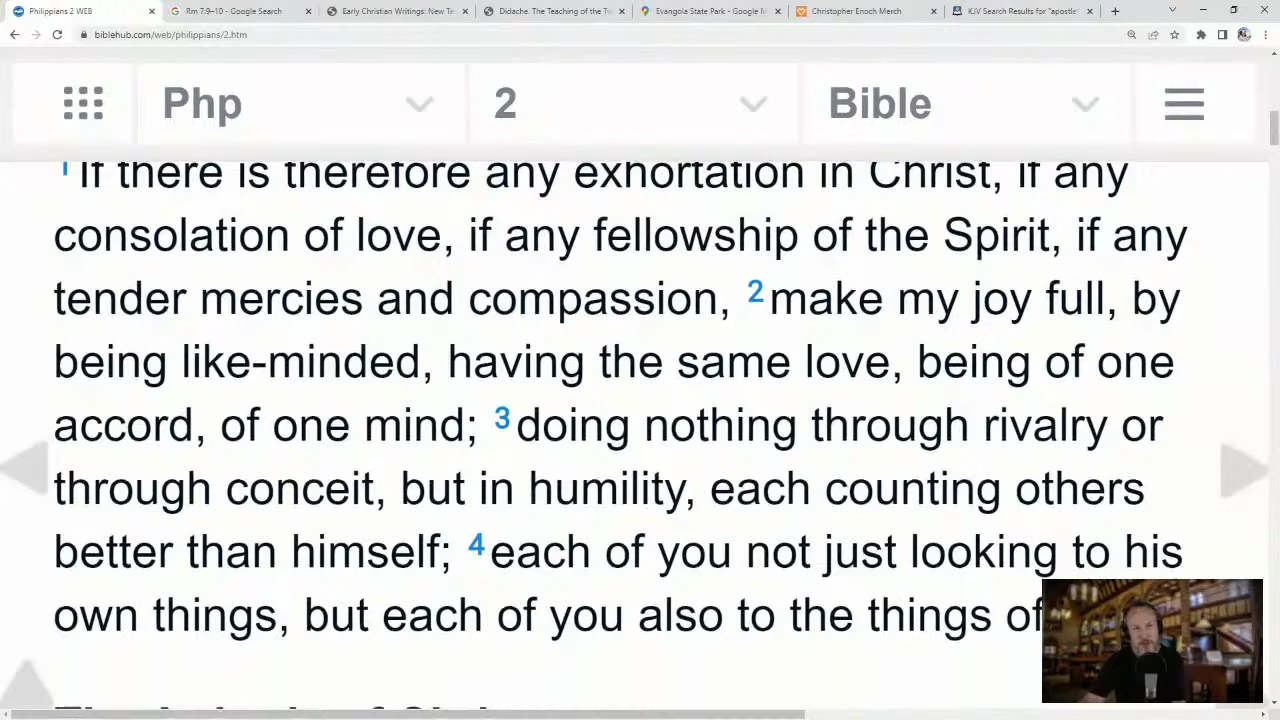 Philippians 2 WEB
Rm 7.9–10 - Google Search
Early Christian Writings: New Te
Didache. The Teaching of the Tw
Evangola State Park - Google M
Christopher Enoch Merch
KJV Search Results for "apostle"
biblehub.com/web/philippians/2.htm
Php 2 Bible
1 If there is therefore any exhortation in Christ, if any
consolation of love, if any fellowship of the Spirit, if any
tender mercies and compassion, 2 make my joy full, by
being like-minded, having the same love, being of one
accord, of one mind; 3 doing nothing through rivalry or
through conceit, but in humility, each counting others
better than himself; 4 each of you not just looking to his
own things, but each of you also to the things of